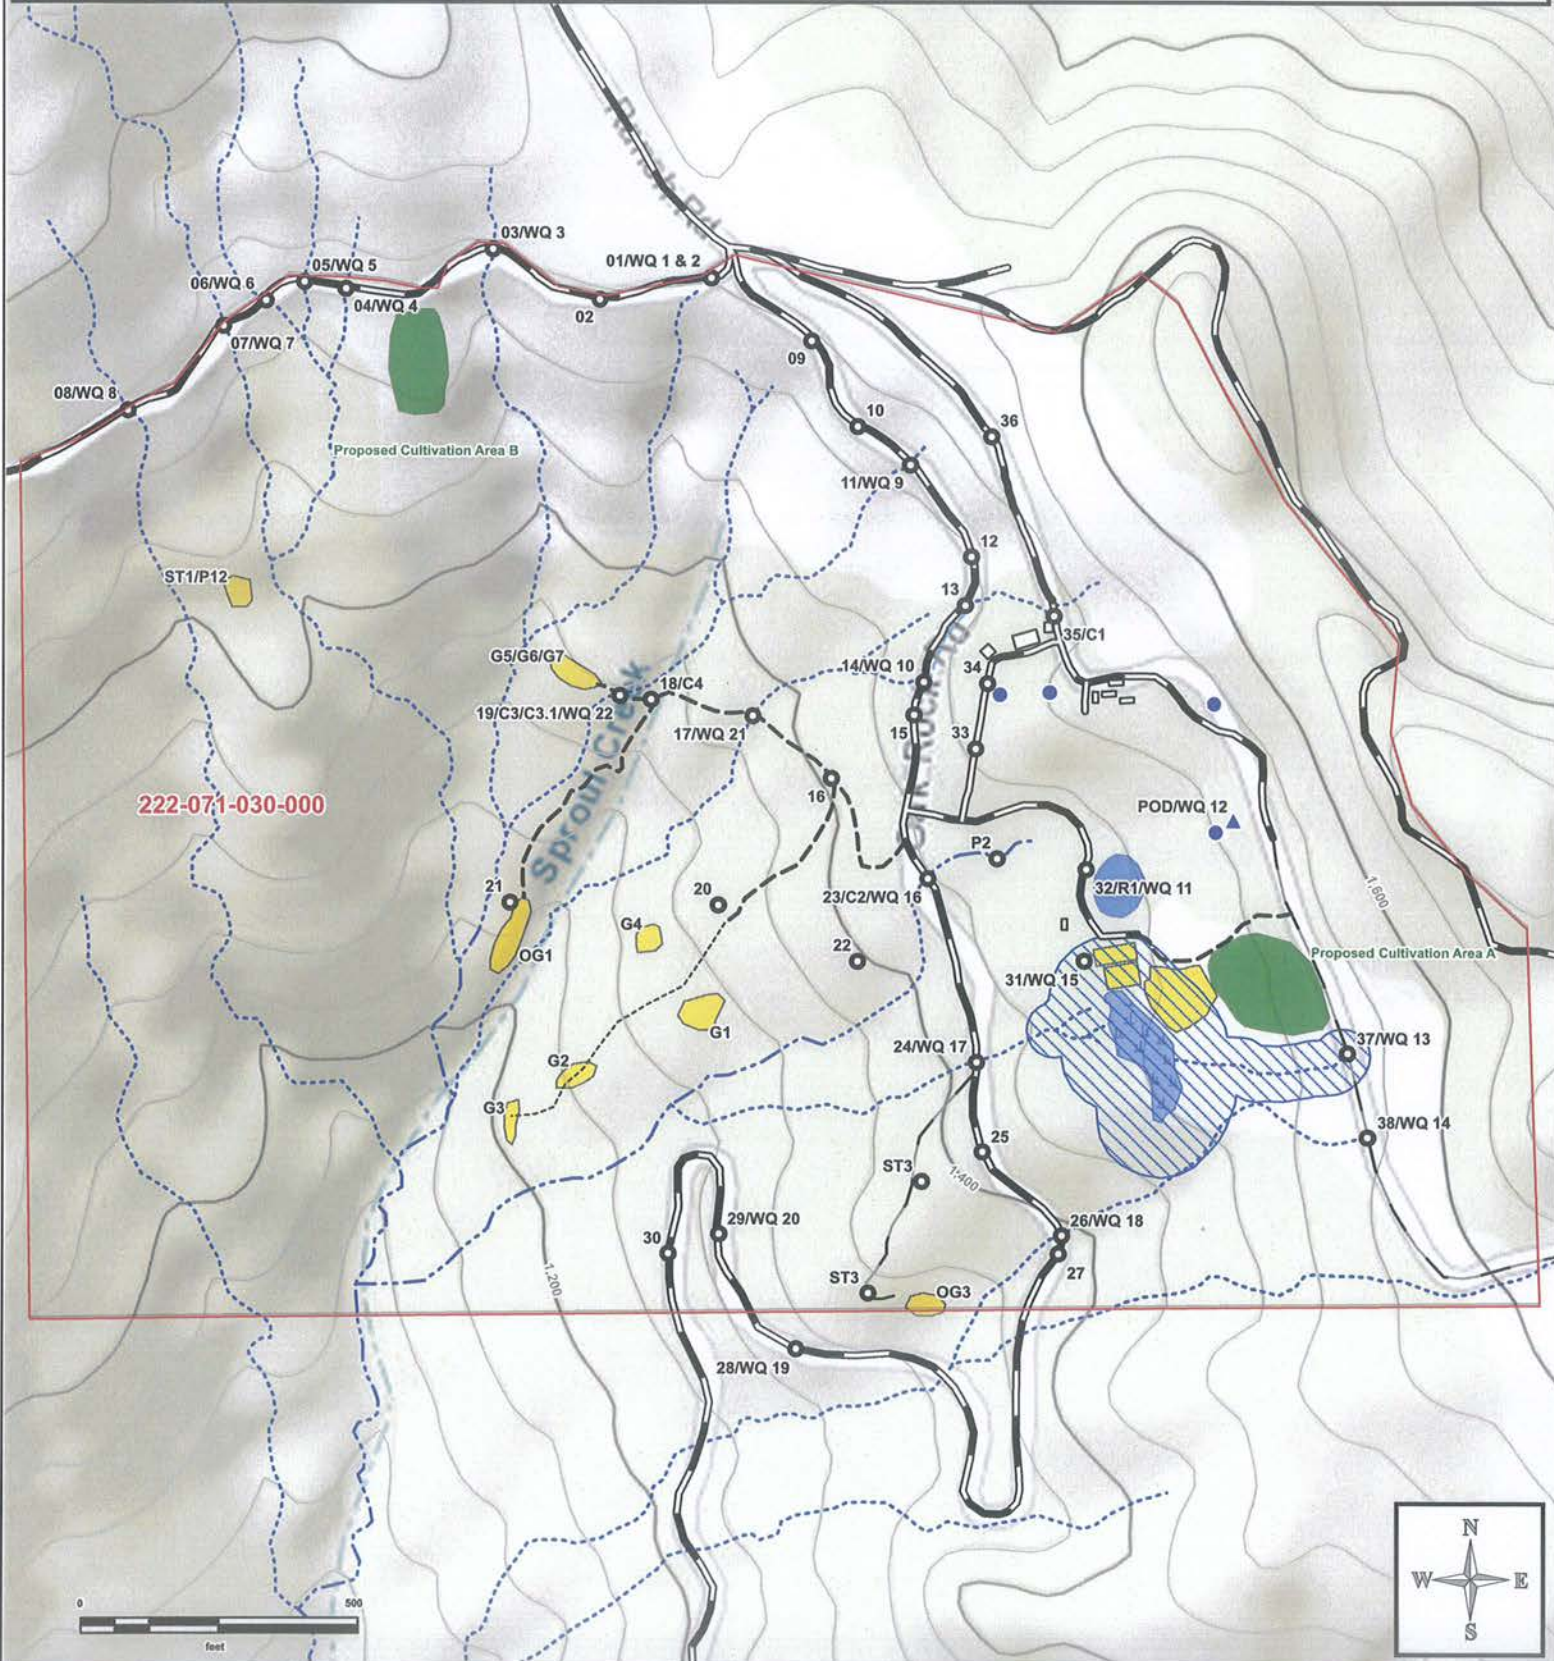 Ranch Rd
03/WQ 3
01/WQ 1 & 2
05/WQ 5
06/WQ 6
04/WQ 4
02
07/WQ 7
09
08/WQ 8
10
36
Proposed Cultivation Area B
11/WQ 9
12
ST1/P12
13
35/C1
G5/G6/G7
14/WQ 10
34
18/C4
19/C3/C3.1/WQ 22
17/WQ 21
15
33
Sproul Creek
16
222-071-030-000
POD/WQ 12
P2
21
20
23/C2/WQ 16
32/R1/WQ 11
1,600
G4
22
OG1
Proposed Cultivation Area A
31/WQ 15
G1
24/WQ 17
37/WQ 13
G2
G3
38/WQ 14
25
ST3
1,400
29/WQ 20
26/WQ 18
30
27
1,200
ST3
OG3
28/WQ 19
N
W
E
S
0
500
feet